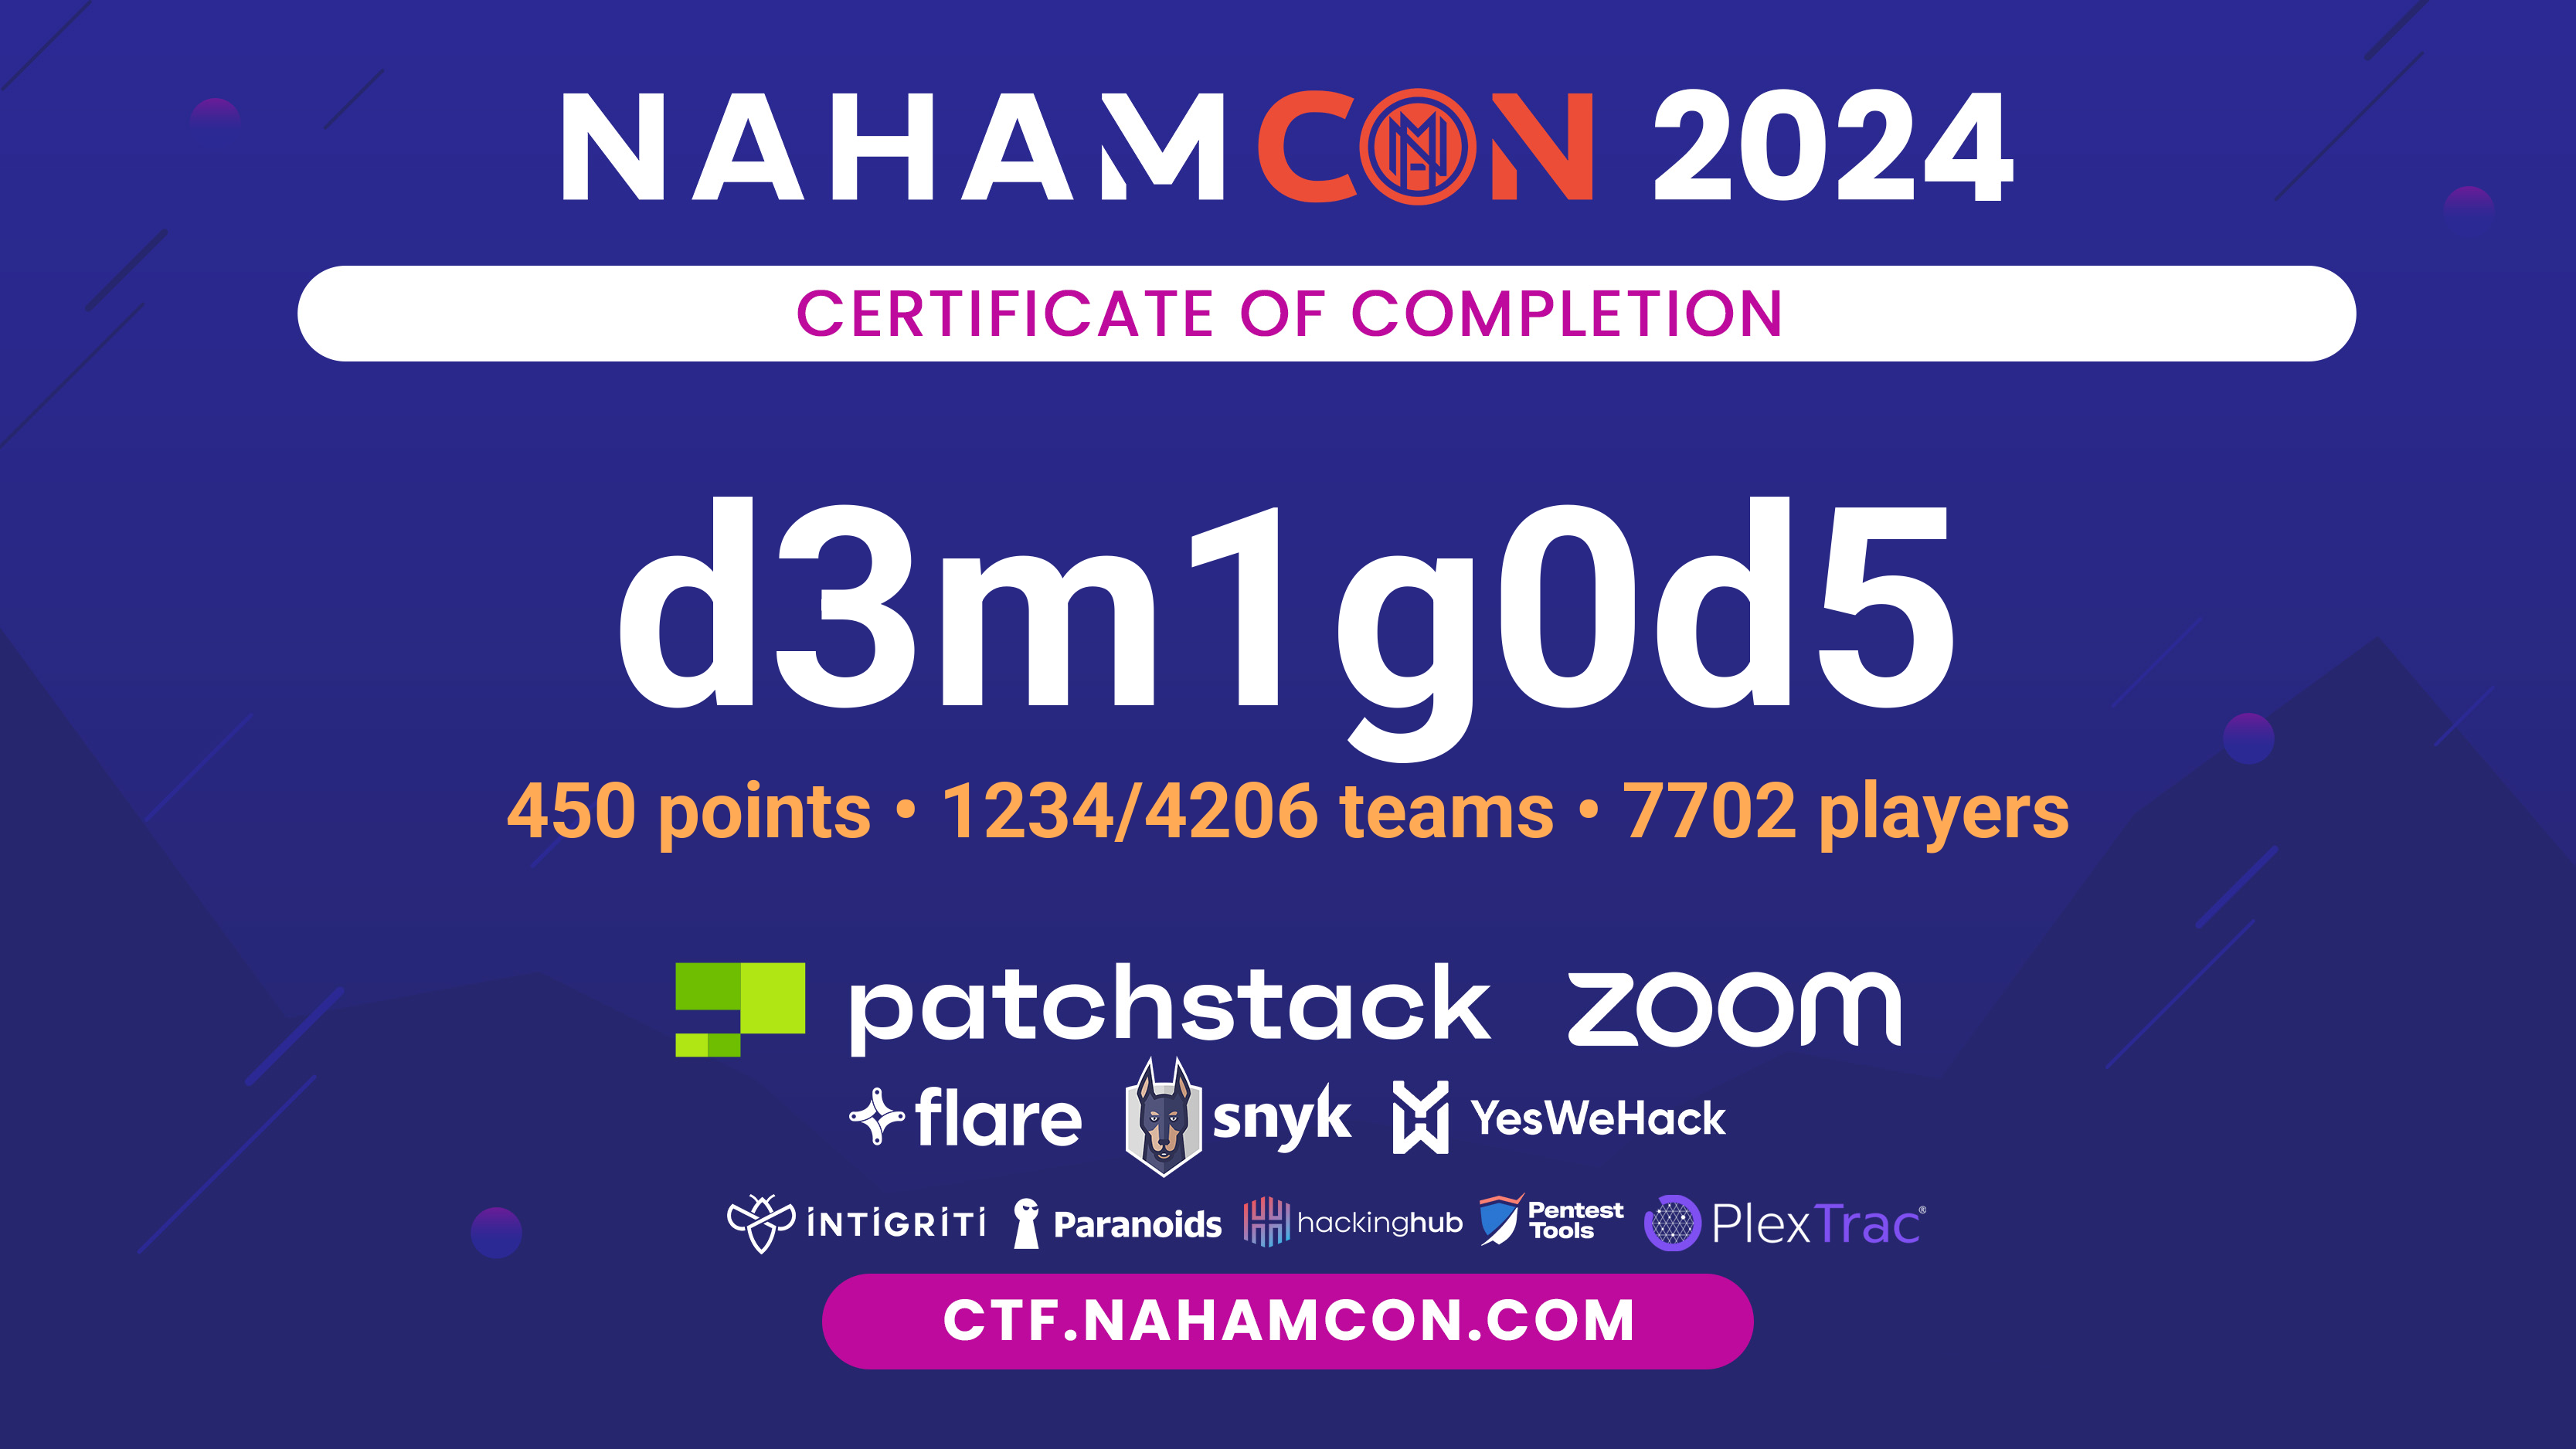 NAHAMCON 2024
CERTIFICATE OF COMPLETION
d3m1g0d5
450 points • 1234/4206 teams • 7702 players
patchstack zoom
flare snyk YesWeHack
INTIGRITI Paranoids hackinghub Pentest Tools PlexTrac®
CTF.NAHAMCON.COM